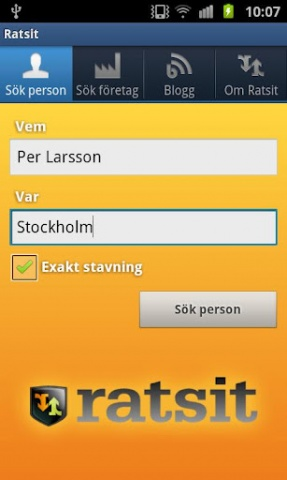 10:07
Ratsit
Sök person Sök företag Blogg Om Ratsit
Vem
Per Larsson
Var
Stockholm
Exakt stavning
Sök person
ratsit